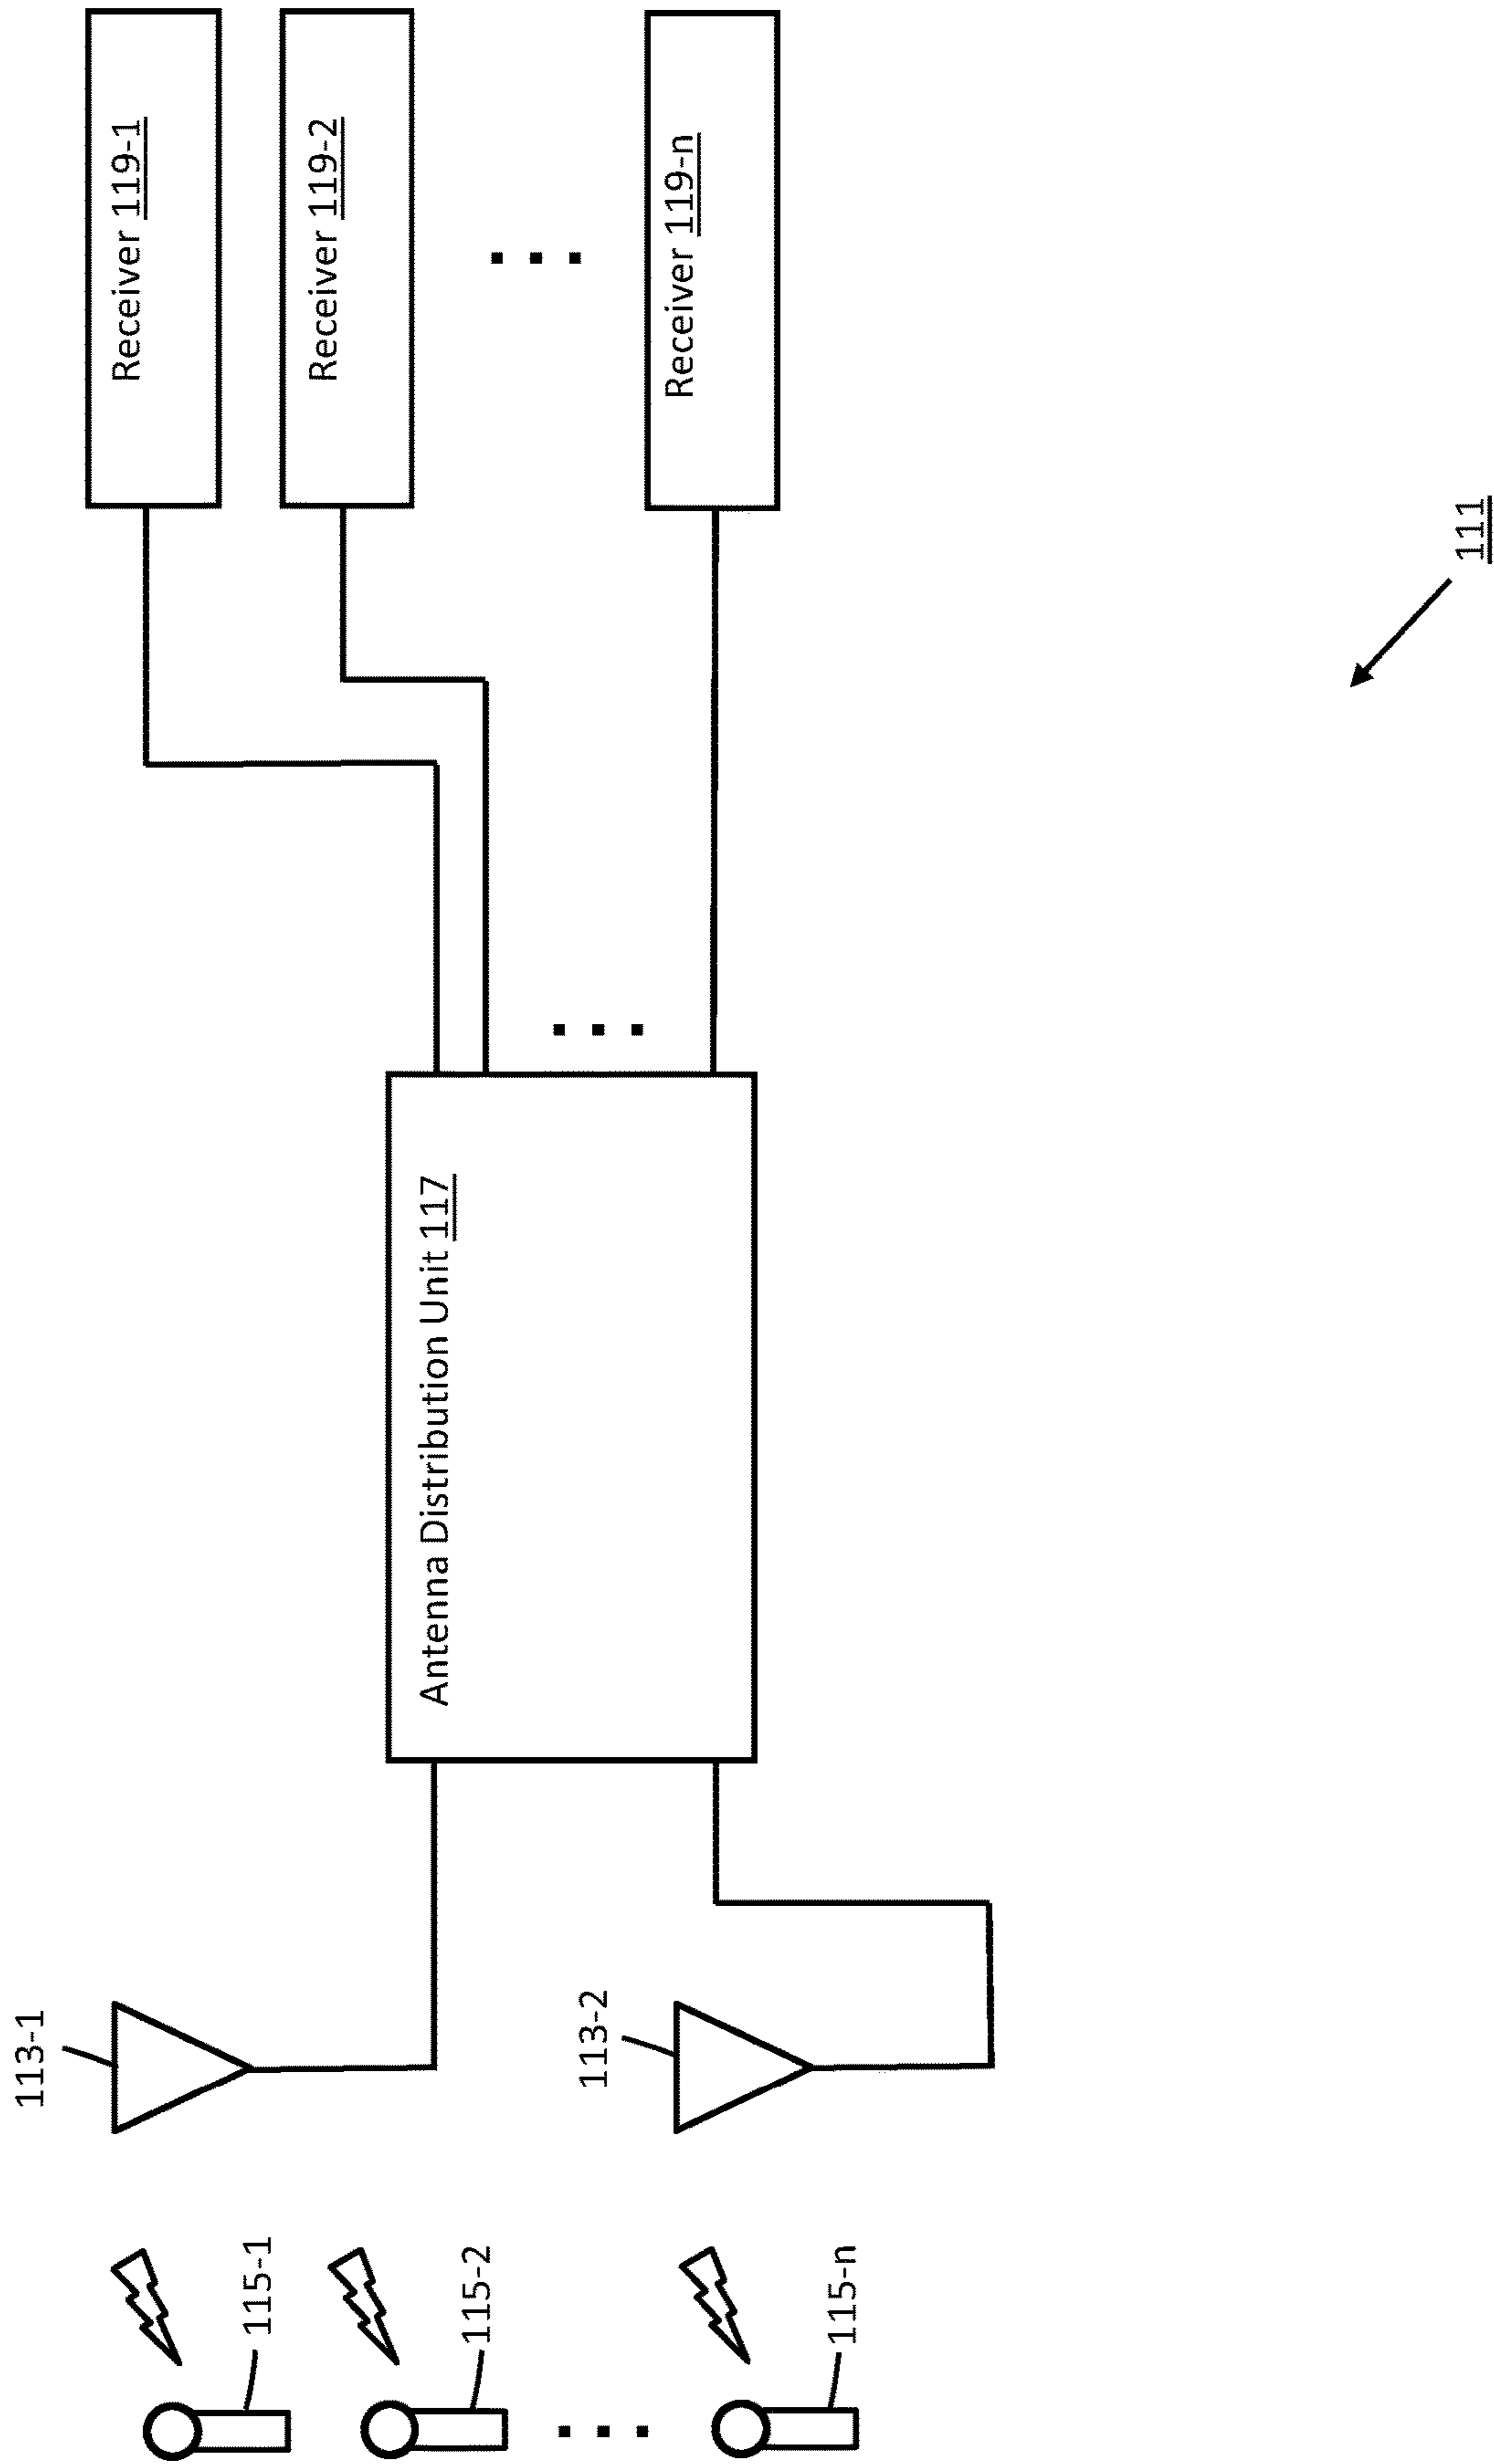 113-1
115-1
115-2
113-2
115-n
Antenna Distribution Unit 117
Receiver 119-1
Receiver 119-2
Receiver 119-n
111